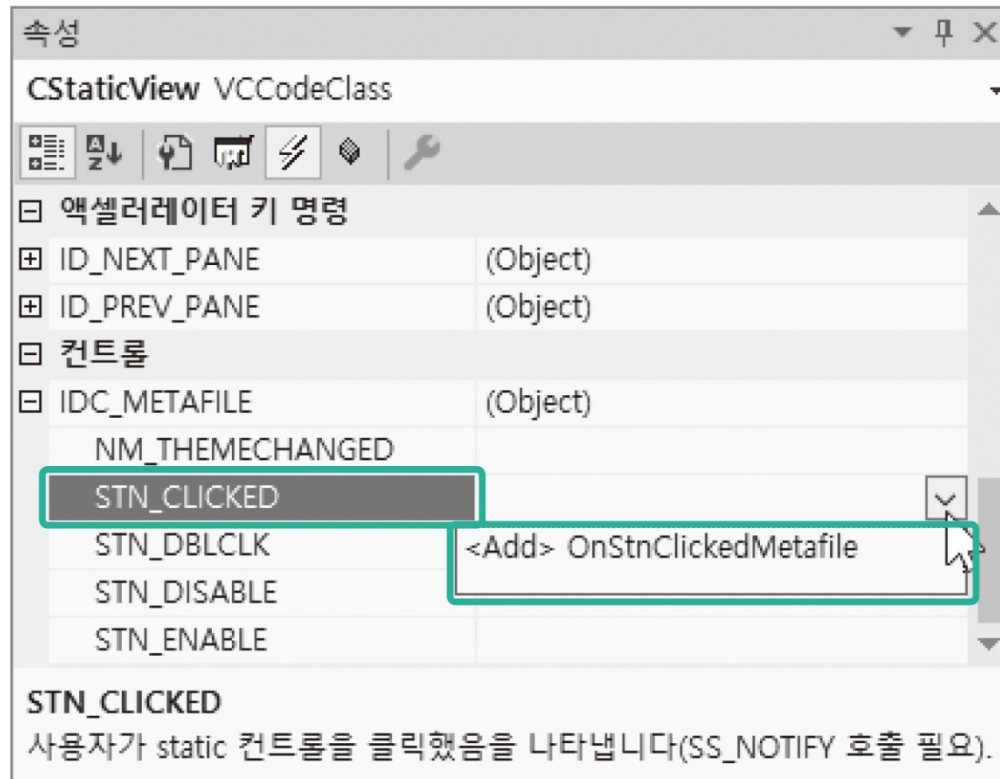 속성
CStaticView VCCodeClass
액셀러레이터 키 명령
ID_NEXT_PANE (Object)
ID_PREV_PANE (Object)
컨트롤
IDC_METAFILE (Object)
NM_THEMECHANGED
STN_CLICKED
STN_DBLCLK <Add> OnStnClickedMetafile
STN_DISABLE
STN_ENABLE
STN_CLICKED
사용자가 static 컨트롤을 클릭했음을 나타냅니다(SS_NOTIFY 호출 필요).